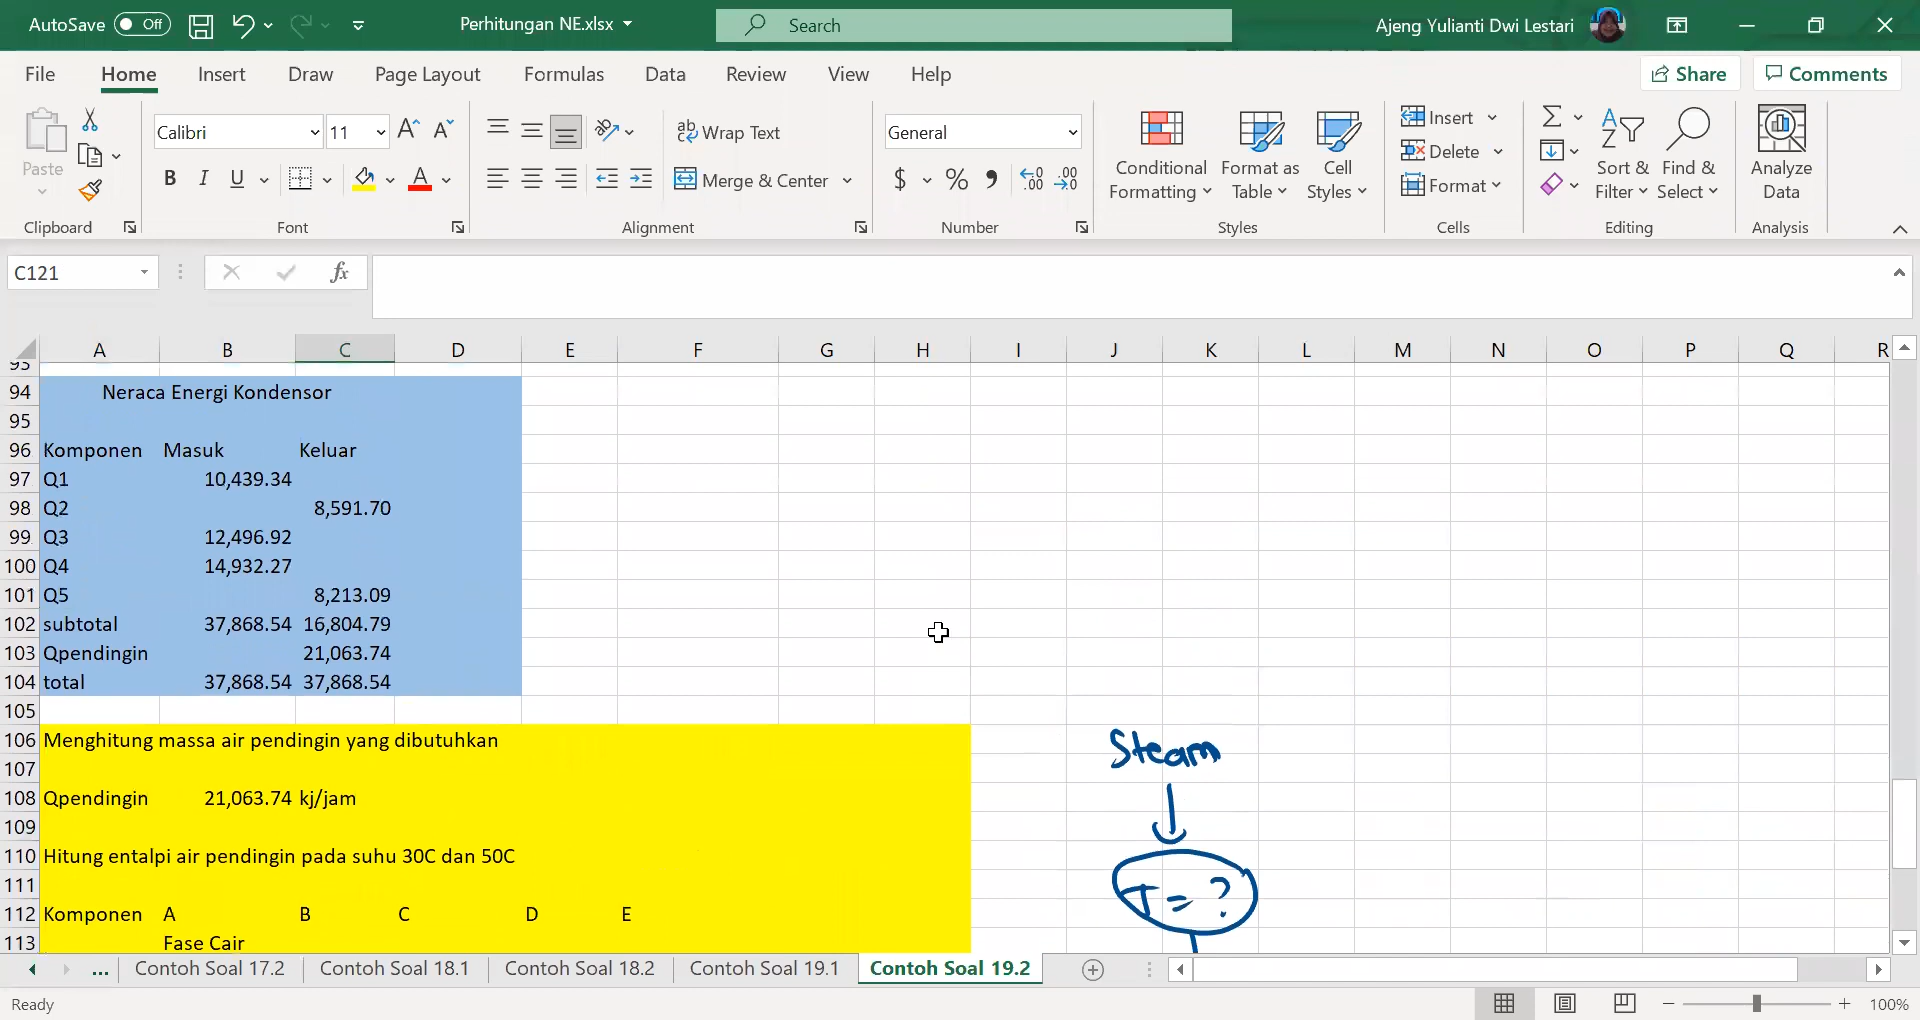 AutoSave Off Perhitungan NE.xlsx Search Ajeng Yulianti Dwi Lestari
File Home Insert Draw Page Layout Formulas Data Review View Help Share Comments
Paste
Calibri 11
B I U A
ab Wrap Text
Merge & Center
General
$ % 9 .00
Conditional Formatting
Format as Table
Cell Styles
Insert
Delete
Format
Sort & Filter
Find & Select
Analyze Data
Clipboard Font Alignment Number Styles Cells Editing Analysis
C121 fx
A B C D E F G H I J K L M N O P Q R
93
94 Neraca Energi Kondensor
95
96 Komponen Masuk Keluar
97 Q1 10,439.34
98 Q2 8,591.70
99 Q3 12,496.92
100 Q4 14,932.27
101 Q5 8,213.09
102 subtotal 37,868.54 16,804.79
103 Qpendingin 21,063.74
104 total 37,868.54 37,868.54
105
106 Menghitung massa air pendingin yang dibutuhkan
107
108 Qpendingin 21,063.74 kj/jam
109
110 Hitung entalpi air pendingin pada suhu 30C dan 50C
111
112 Komponen A B C D E
113 Fase Cair
Steam
T = ?
... Contoh Soal 17.2 Contoh Soal 18.1 Contoh Soal 18.2 Contoh Soal 19.1 Contoh Soal 19.2
Ready 100%